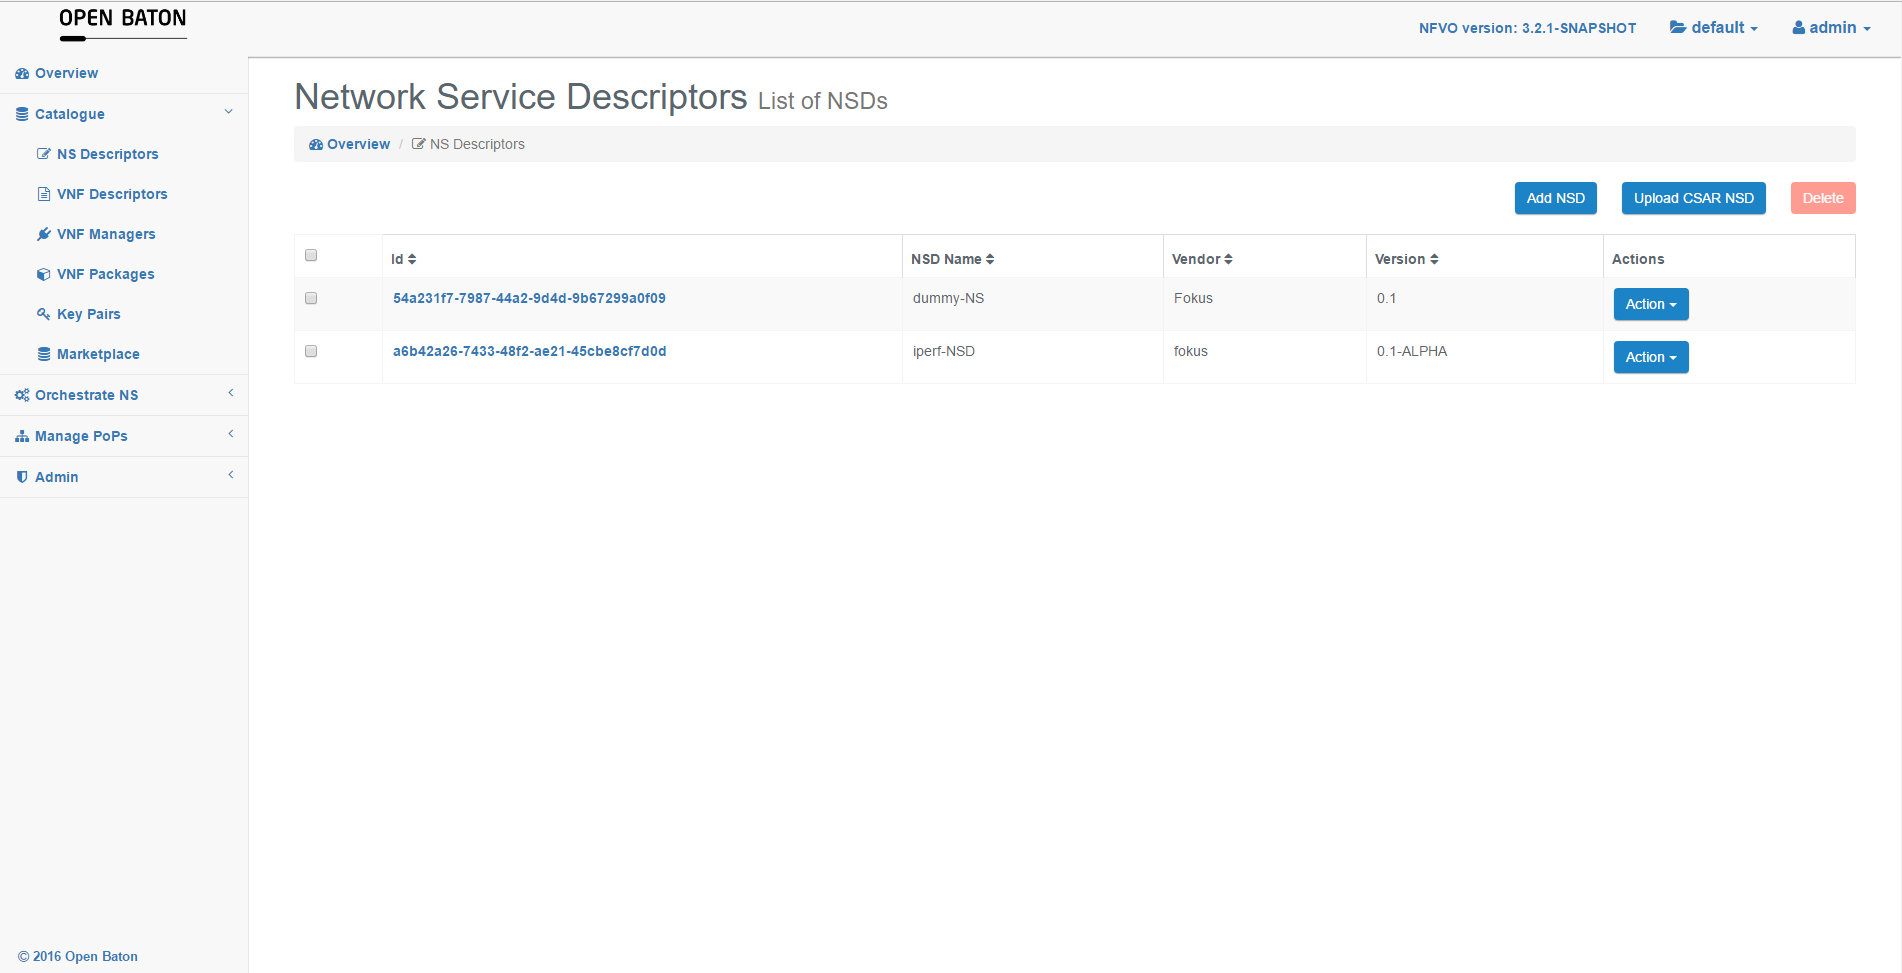 OPEN BATON
NFVO version: 3.2.1-SNAPSHOT default admin
Overview
Catalogue
NS Descriptors
VNF Descriptors
VNF Managers
VNF Packages
Key Pairs
Marketplace
Orchestrate NS
Manage PoPs
Admin
© 2016 Open Baton
Network Service Descriptors List of NSDs
Overview / NS Descriptors
Add NSD Upload CSAR NSD Delete
Id NSD Name Vendor Version Actions
54a231f7-7987-44a2-9d4d-9b67299a0f09 dummy-NS Fokus 0.1 Action
a6b42a26-7433-48f2-ae21-45cbe8cf7d0d iperf-NSD fokus 0.1-ALPHA Action